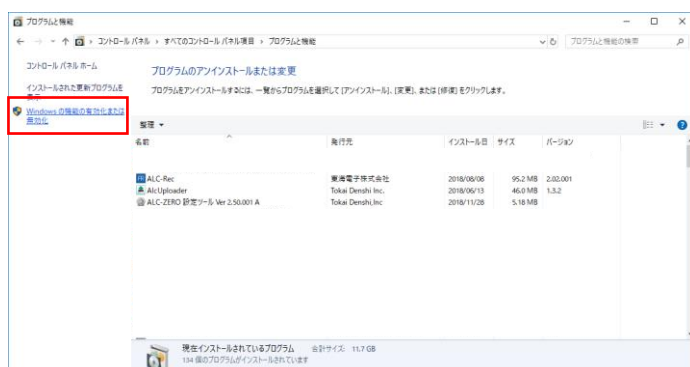 プログラムと機能
コントロール パネル › すべてのコントロール パネル項目 › プログラムと機能
プログラムと機能の検索
コントロール パネル ホーム
インストールされた更新プログラムを
表示
Windows の機能の有効化または
無効化
プログラムのアンインストールまたは変更
プログラムをアンインストールするには、一覧からプログラムを選択して [アンインストール]、[変更]、または [修復] をクリックします。
整理
名前 発行元 インストール日 サイズ バージョン
ALC-Rec 東海電子株式会社 2018/08/08 95.2 MB 2.02.001
AlcUploader Tokai Denshi Inc. 2018/06/13 46.0 MB 1.3.2
ALC-ZERO 設定ツール Ver 2.50.001 A Tokai Denshi,Inc 2018/11/28 5.18 MB
現在インストールされているプログラム 合計サイズ: 11.7 GB
134 個のプログラムがインストールされています